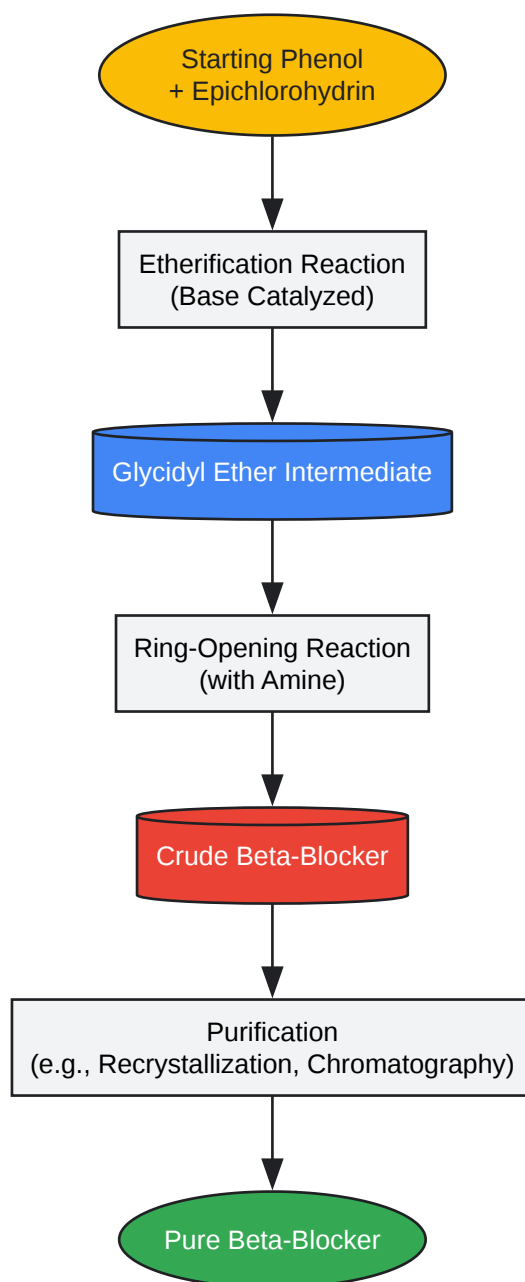 Starting Phenol
+ Epichlorohydrin
Etherification Reaction
(Base Catalyzed)
Glycidyl Ether Intermediate
Ring-Opening Reaction
(with Amine)
Crude Beta-Blocker
Purification
(e.g., Recrystallization, Chromatography)
Pure Beta-Blocker